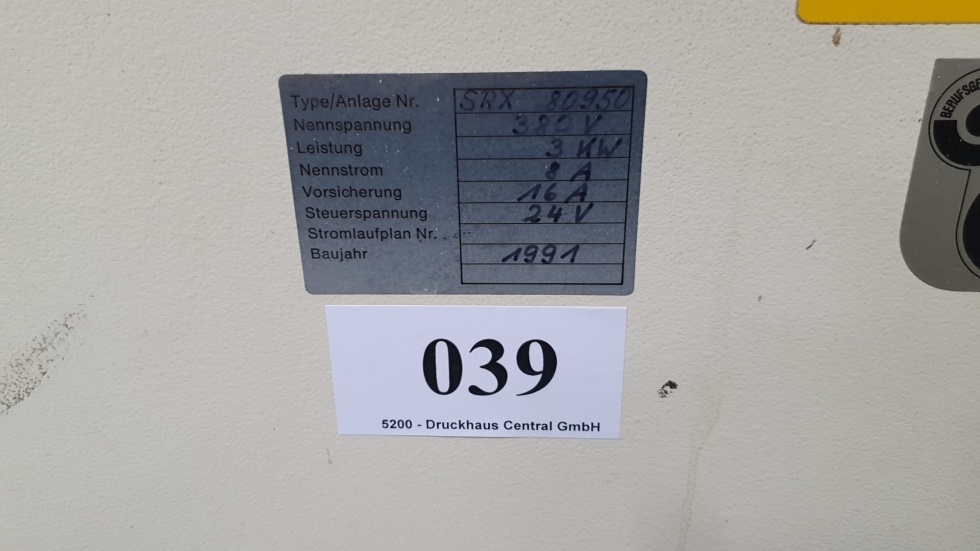 Type/Anlage Nr. SRX 80950
Nennspannung 380 V
Leistung 3 KW
Nennstrom 8 A
Vorsicherung 16 A
Steuerspannung 24 V
Stromlaufplan Nr.
Baujahr 1991
039
5200 - Druckhaus Central GmbH